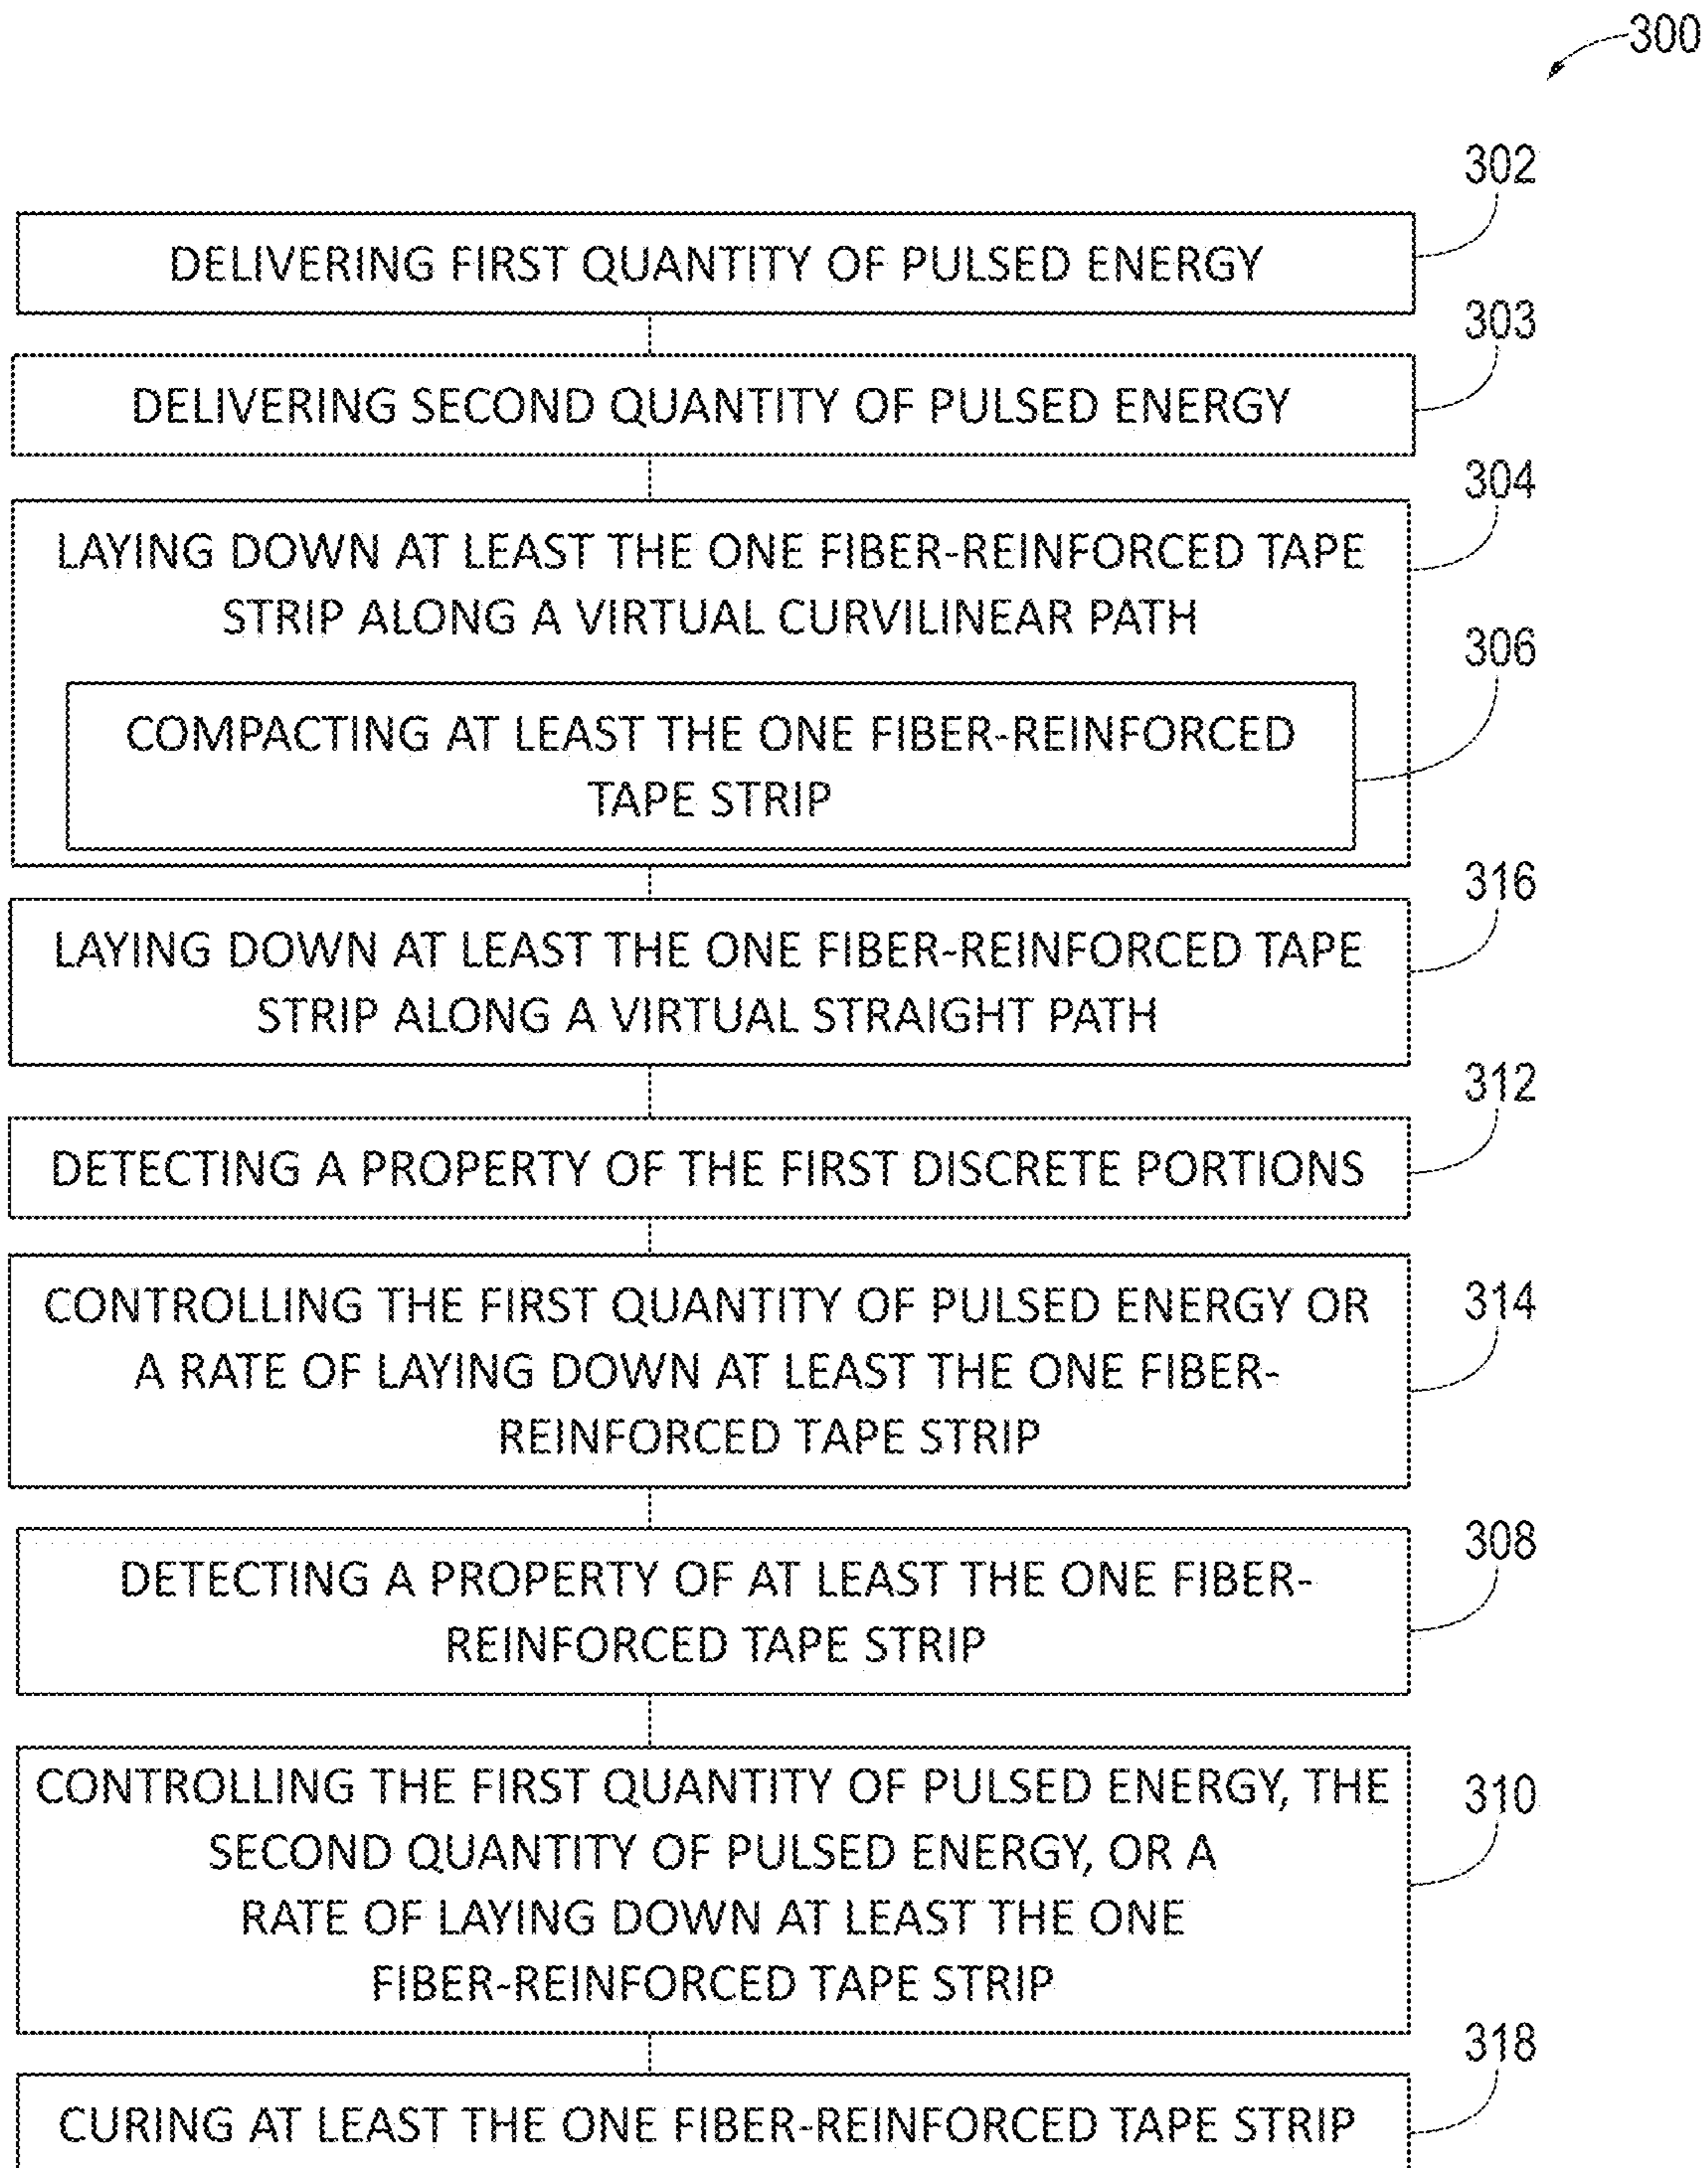 300
302
DELIVERING FIRST QUANTITY OF PULSED ENERGY
303
DELIVERING SECOND QUANTITY OF PULSED ENERGY
304
LAYING DOWN AT LEAST THE ONE FIBER-REINFORCED TAPE
STRIP ALONG A VIRTUAL CURVILINEAR PATH
306
COMPACTING AT LEAST THE ONE FIBER-REINFORCED
TAPE STRIP
316
LAYING DOWN AT LEAST THE ONE FIBER-REINFORCED TAPE
STRIP ALONG A VIRTUAL STRAIGHT PATH
312
DETECTING A PROPERTY OF THE FIRST DISCRETE PORTIONS
314
CONTROLLING THE FIRST QUANTITY OF PULSED ENERGY OR
A RATE OF LAYING DOWN AT LEAST THE ONE FIBER-
REINFORCED TAPE STRIP
308
DETECTING A PROPERTY OF AT LEAST THE ONE FIBER-
REINFORCED TAPE STRIP
310
CONTROLLING THE FIRST QUANTITY OF PULSED ENERGY, THE
SECOND QUANTITY OF PULSED ENERGY, OR A
RATE OF LAYING DOWN AT LEAST THE ONE
FIBER-REINFORCED TAPE STRIP
318
CURING AT LEAST THE ONE FIBER-REINFORCED TAPE STRIP